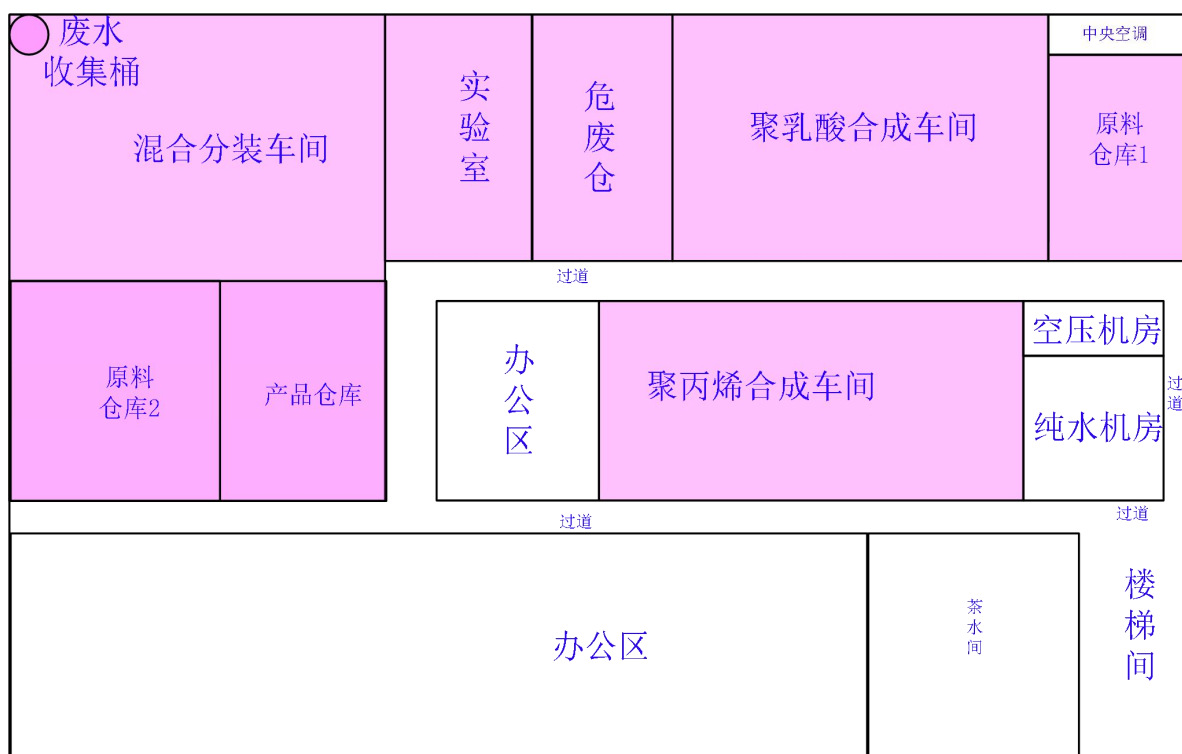 废水
收集桶
混合分装车间
实验室
危废仓
聚乳酸合成车间
中央空调
原料
仓库1
过道
原料
仓库2
产品仓库
办公区
聚丙烯合成车间
空压机房
纯水机房
过道
过道
过道
办公区
茶水间
楼梯间